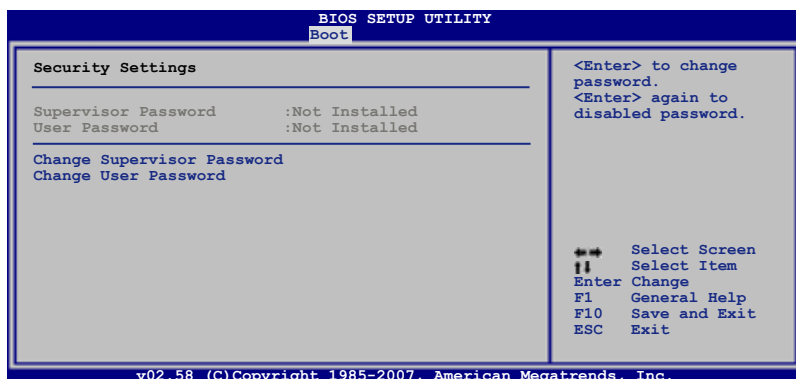 BIOS SETUP UTILITY
Boot
Security Settings
Supervisor Password :Not Installed
User Password :Not Installed
Change Supervisor Password
Change User Password
<Enter> to change
password.
<Enter> again to
disabled password.
←→ Select Screen
↑↓ Select Item
Enter Change
F1 General Help
F10 Save and Exit
ESC Exit
v02.58 (C)Copyright 1985-2007, American Megatrends, Inc.